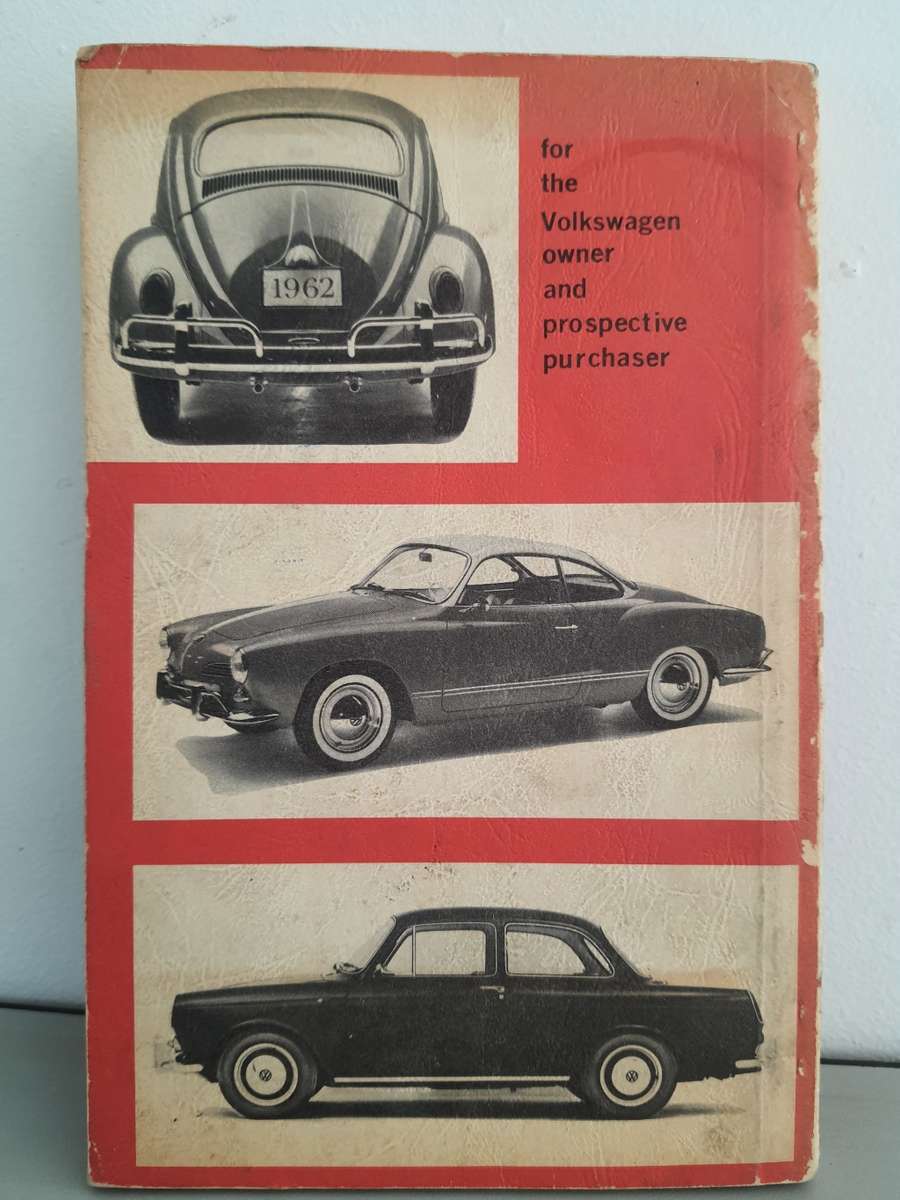 for
the
Volkswagen
owner
and
prospective
purchaser
1962